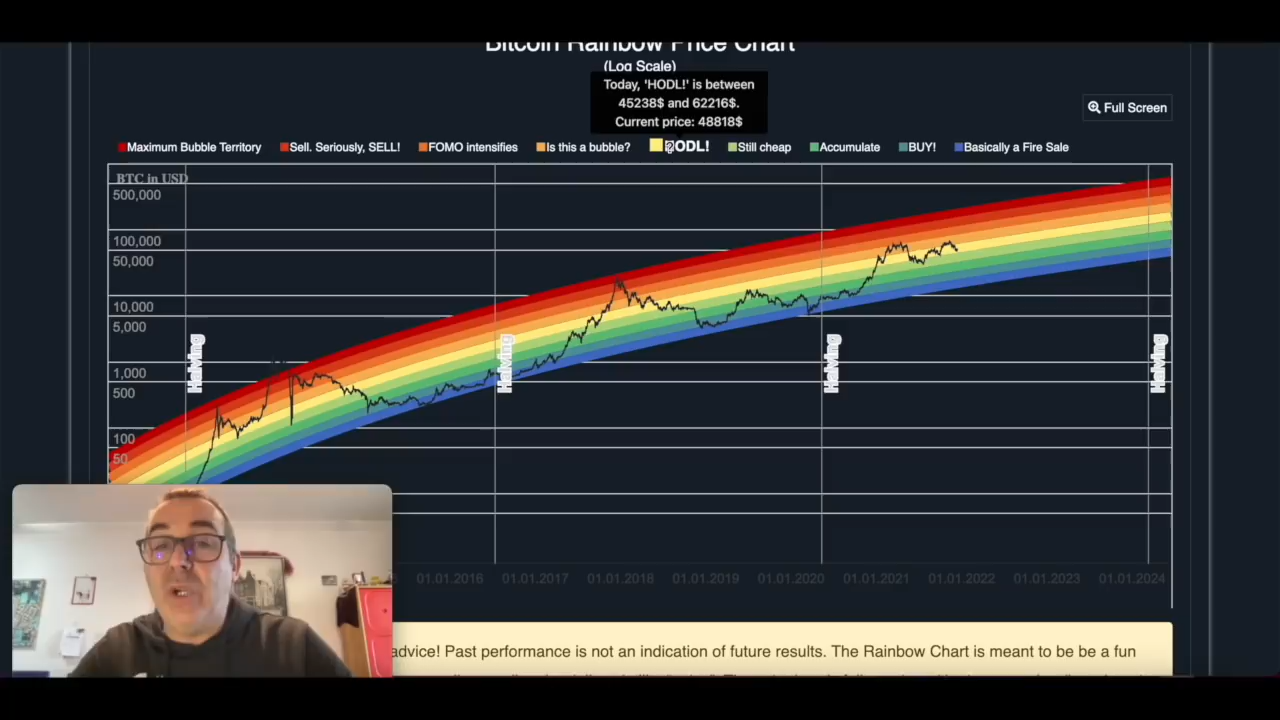 Bitcoin Rainbow Price Chart
(Log Scale)
Today, 'HODL!' is between
45238$ and 62216$.
Current price: 48818$
Full Screen
Maximum Bubble Territory
Sell. Seriously, SELL!
FOMO intensifies
Is this a bubble?
HODL!
Still cheap
Accumulate
BUY!
Basically a Fire Sale
BTC in USD
500,000
100,000
50,000
10,000
5,000
1,000
500
100
50
Halving
Halving
Halving
Halving
01.01.2016
01.01.2017
01.01.2018
01.01.2019
01.01.2020
01.01.2021
01.01.2022
01.01.2023
01.01.2024
advice! Past performance is not an indication of future results. The Rainbow Chart is meant to be be a fun